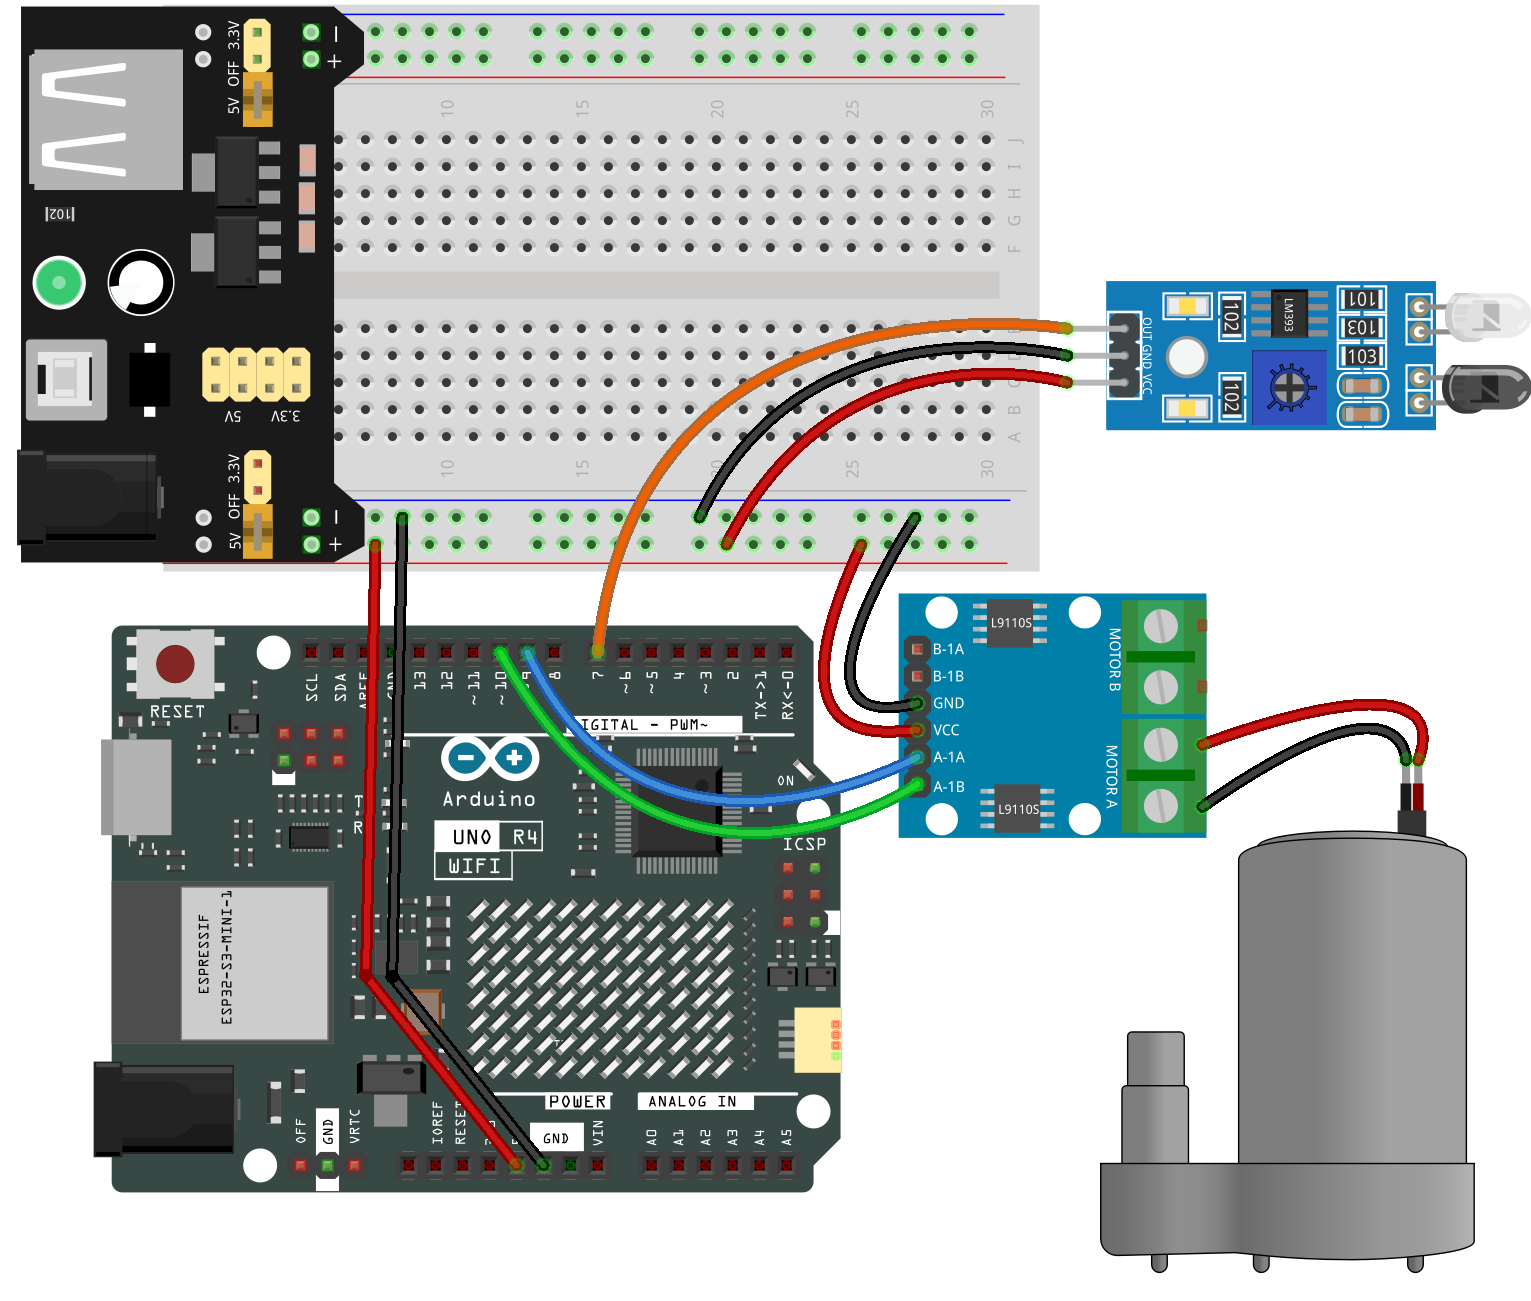 3.3V
OFF
5V
−
+
102
5V
3.3V
3.3V
OFF
5V
−
+
10
15
20
25
30
J
I
H
G
F
D
C
B
A
10
15
20
25
30
OUT GND VCC
102
102
LM393
101
103
103
RESET
SCL
SDA
AREF
GND
13
12
~11
~10
~9
8
7
~6
~5
4
~3
2
TX->1
RX<-0
DIGITAL - PWM~
Arduino
UNO R4
WIFI
ON
ICSP
ESPRESSIF
ESP32-S3-MINI-1
OFF
GND
VRTC
IOREF
RESET
GND
VIN
POWER
ANALOG IN
A0
A1
A2
A3
A4
A5
L9110S
L9110S
B-1A
B-1B
GND
VCC
A-1A
A-1B
MOTOR B
MOTOR A